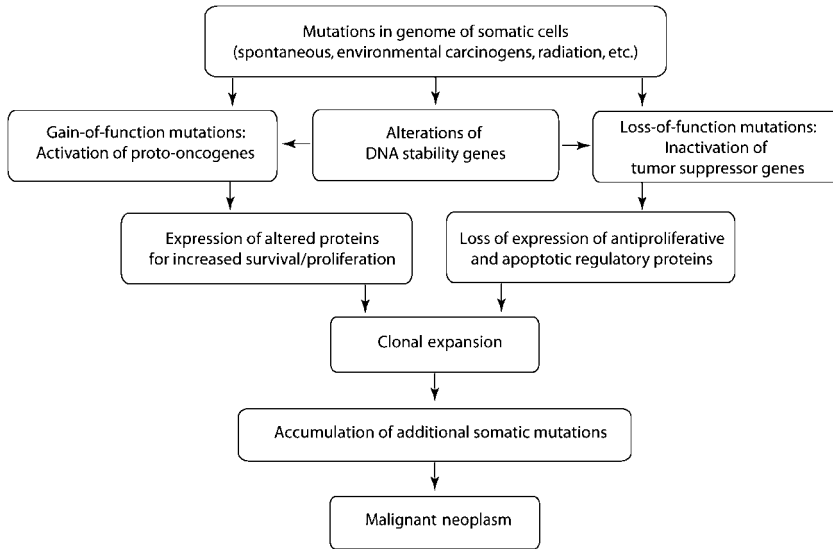 Mutations in genome of somatic cells
(spontaneous, environmental carcinogens, radiation, etc.)
Gain-of-function mutations:
Activation of proto-oncogenes
Alterations of
DNA stability genes
Loss-of-function mutations:
Inactivation of
tumor suppressor genes
Expression of altered proteins
for increased survival/proliferation
Loss of expression of antiproliferative
and apoptotic regulatory proteins
Clonal expansion
Accumulation of additional somatic mutations
Malignant neoplasm